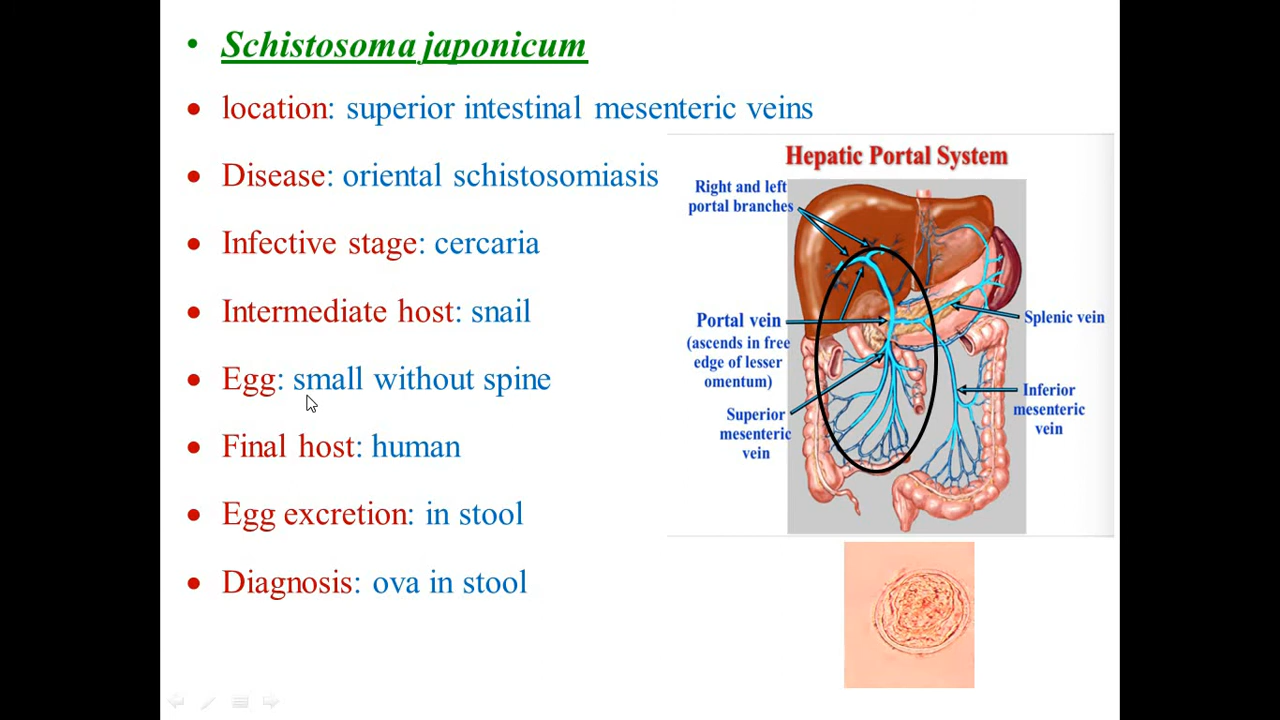 • Schistosoma japonicum
• location: superior intestinal mesenteric veins
• Disease: oriental schistosomiasis
• Infective stage: cercaria
• Intermediate host: snail
• Egg: small without spine
• Final host: human
• Egg excretion: in stool
• Diagnosis: ova in stool
Hepatic Portal System
Right and left
portal branches
Portal vein
(ascends in free
edge of lesser
omentum)
Superior
mesenteric
vein
Splenic vein
Inferior
mesenteric
vein